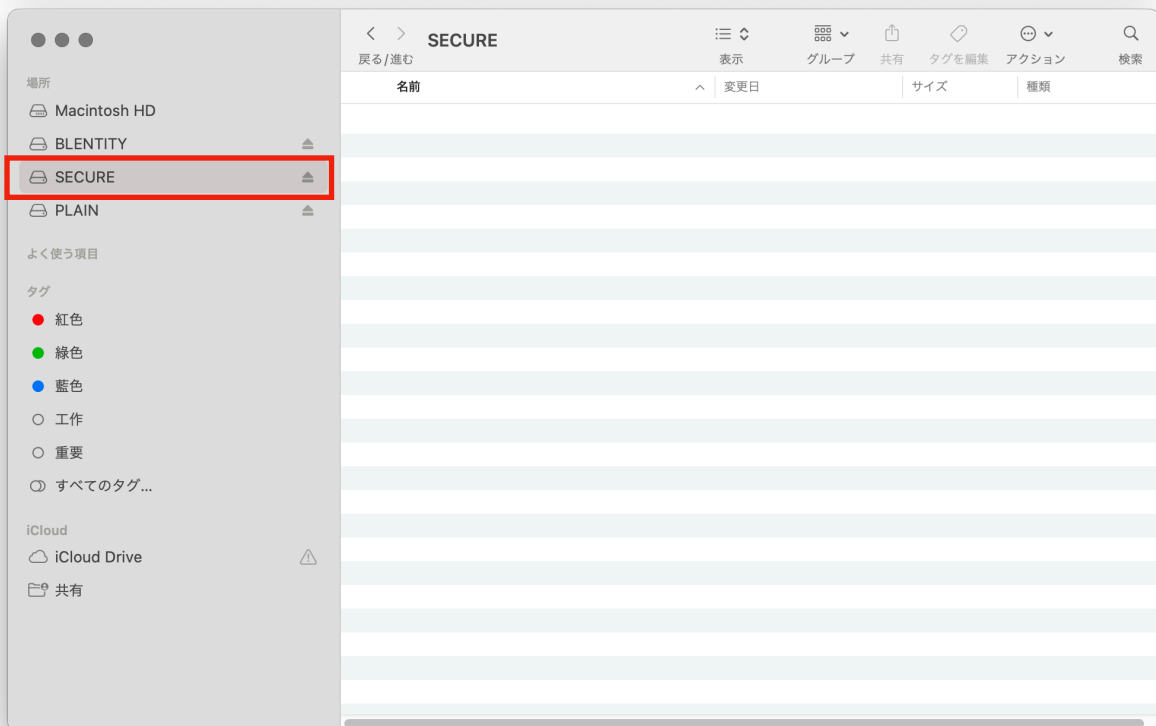 場所
Macintosh HD
BLENTITY
SECURE
PLAIN
よく使う項目
タグ
紅色
綠色
藍色
工作
重要
すべてのタグ...
iCloud
iCloud Drive
共有
SECURE
戻る/進む
表示
グループ
共有
タグを編集
アクション
検索
名前
変更日
サイズ
種類